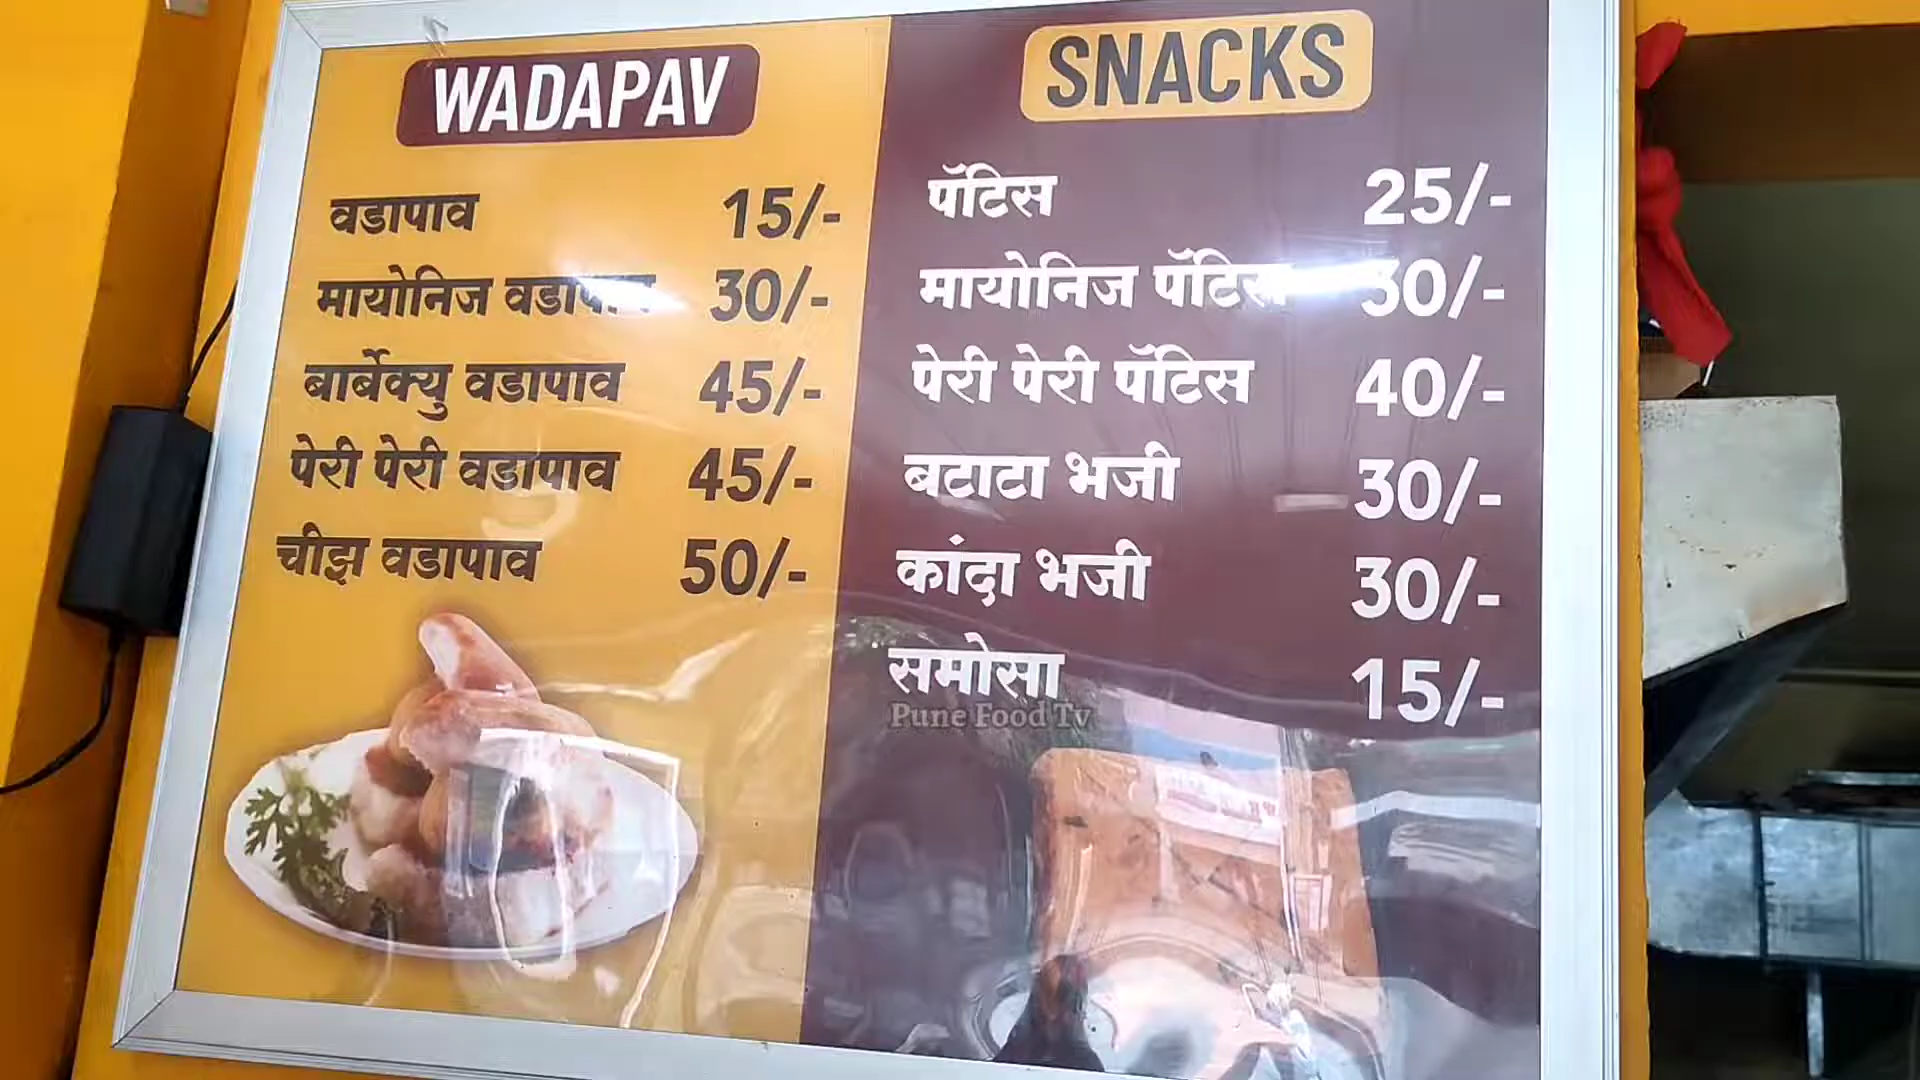 WADAPAV
वडापाव 15/-
मायोनिज वडापाव 30/-
बार्बेक्यु वडापाव 45/-
पेरी पेरी वडापाव 45/-
चीझ वडापाव 50/-
SNACKS
पॅटिस 25/-
मायोनिज पॅटिस 30/-
पेरी पेरी पॅटिस 40/-
बटाटा भजी 30/-
कांदा भजी 30/-
समोसा 15/-
Pune Food Tv